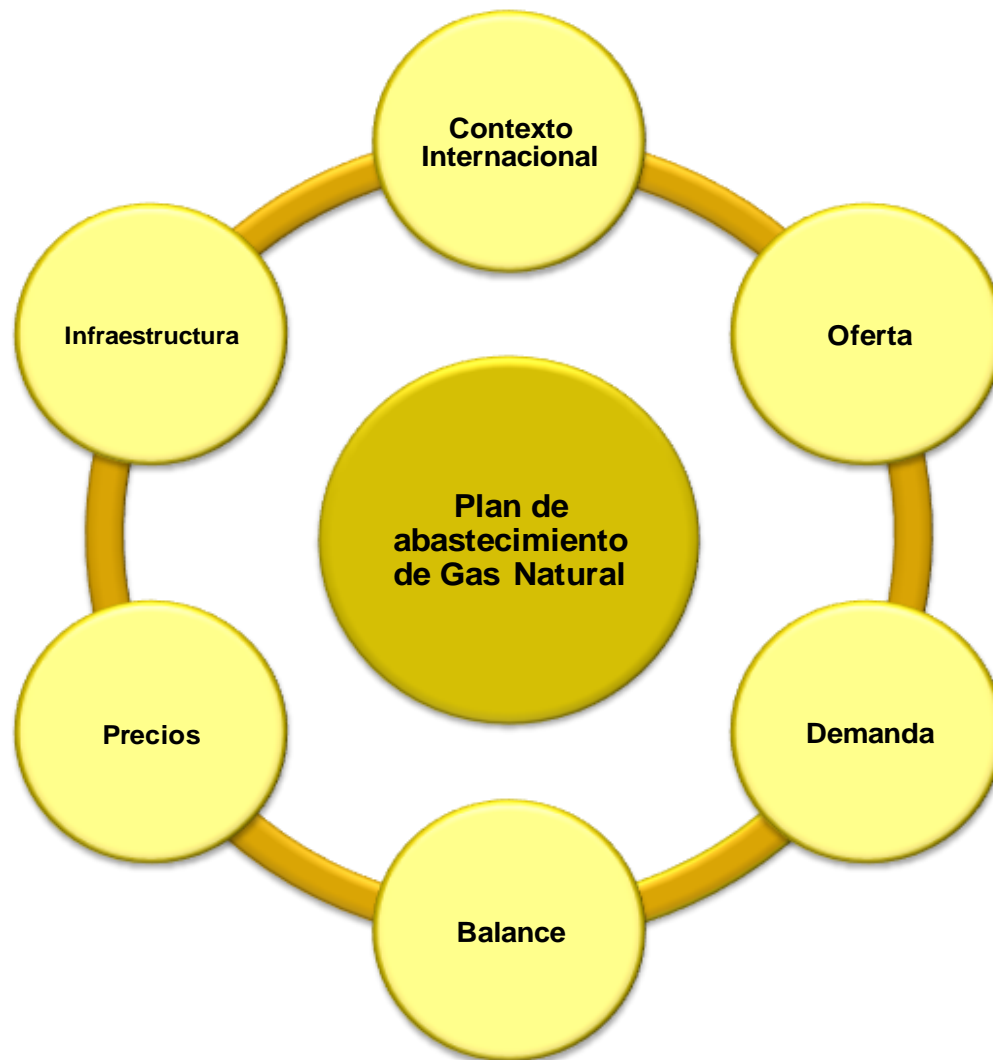 Contexto
Internacional
Infraestructura
Oferta
Plan de
abastecimiento
de Gas Natural
Precios
Demanda
Balance